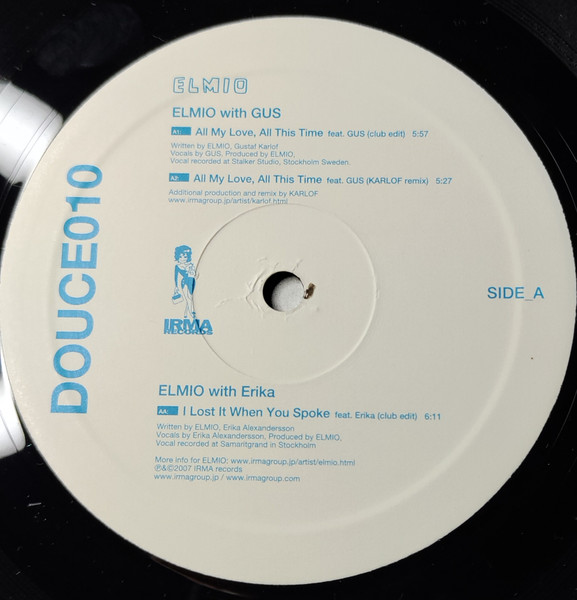 ELMIO
ELMIO with GUS
A1: All My Love, All This Time feat. GUS (club edit) 5:57
Written by ELMIO, Gustaf Karlof
Vocals by GUS, Produced by ELMIO,
Vocal recorded at Stalker Studio, Stockholm Sweden.
A2: All My Love, All This Time feat. GUS (KARLOF remix) 5:27
Additional production and remix by KARLOF
www.irmagroup.jp/artist/karlof.html
DOUCE010
IRMA
RECORDS
SIDE_A
ELMIO with Erika
AA: I Lost It When You Spoke feat. Erika (club edit) 6:11
Written by ELMIO, Erika Alexandersson
Vocals by Erika Alexandersson, Produced by ELMIO,
Vocal recorded at Samaritgrand in Stockholm
More info for ELMIO; www.irmagroup.jp/artist/elmio.html
℗&©2007 IRMA records
www.irmagroup.jp / www.irmagroup.com